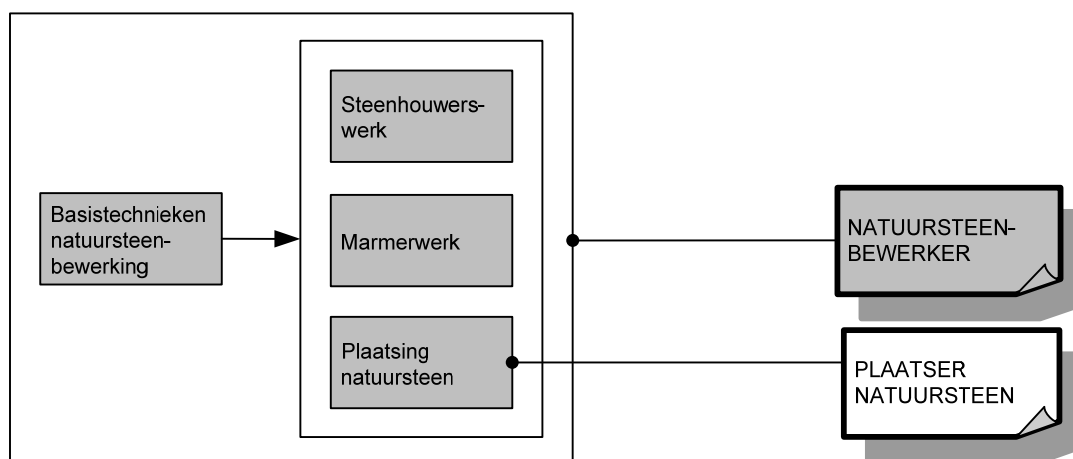 Steenhouwers-
werk
Basistechnieken
natuursteen-
bewerking
Marmerwerk
NATUURSTEEN-
BEWERKER
Plaatsing
natuursteen
PLAATSER
NATUURSTEEN